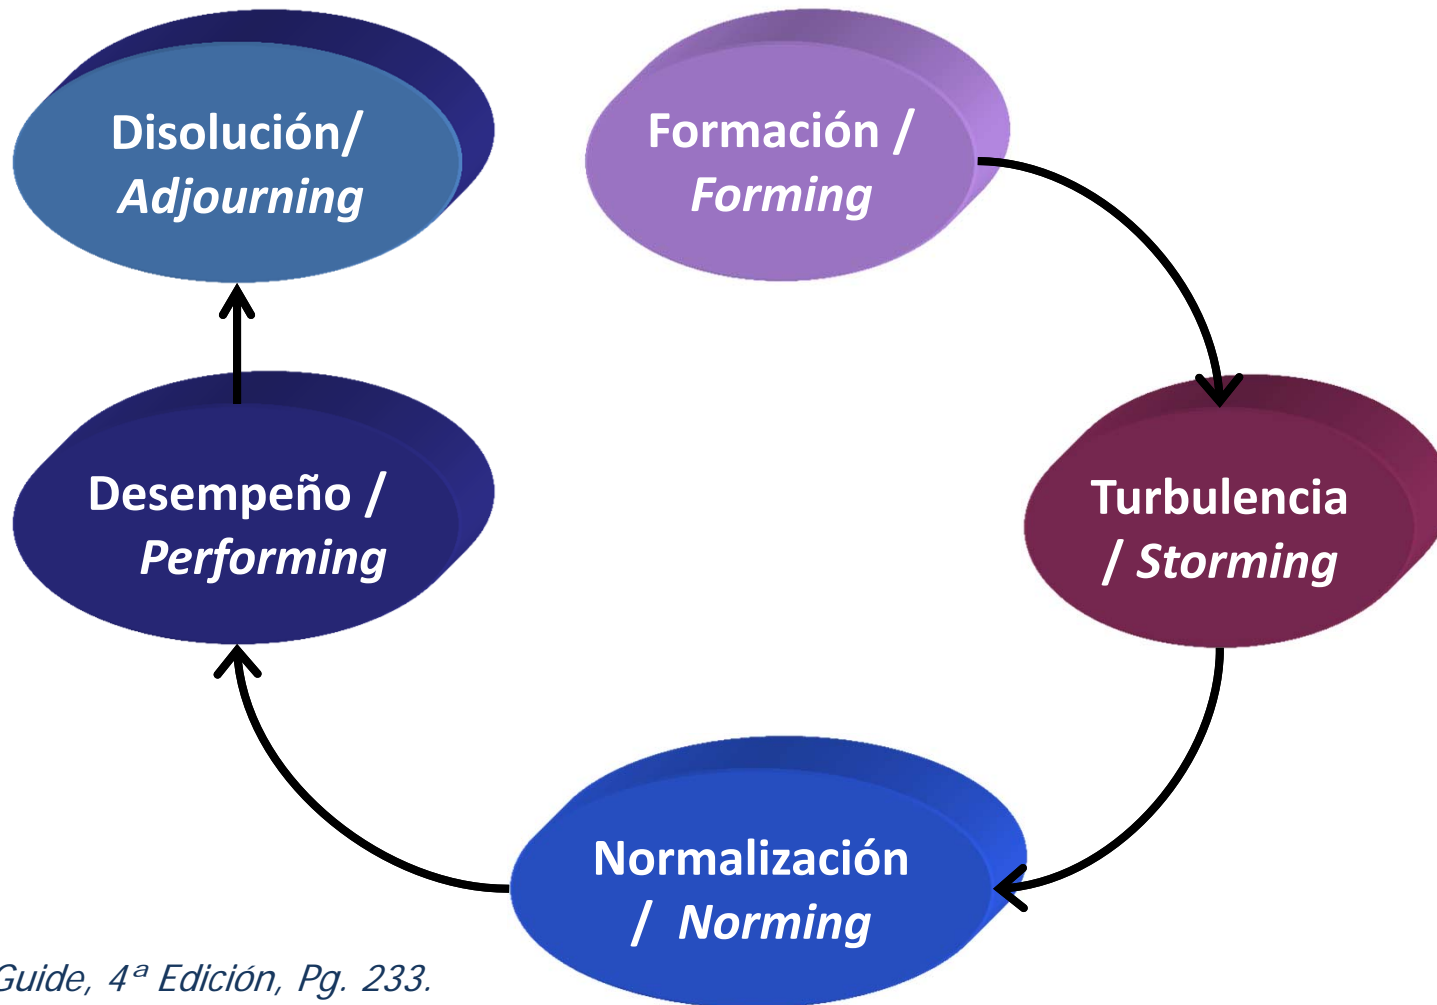 Disolución/
Adjourning
Formación /
Forming
Desempeño /
Performing
Turbulencia
/ Storming
Normalización
/ Norming
Guide, 4ª Edición, Pg. 233.